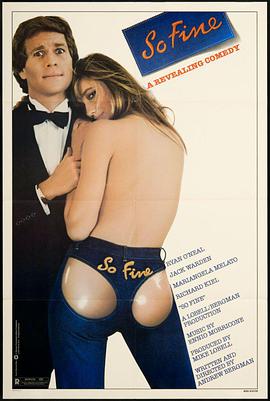 So Fine
A REVEALING COMEDY
So Fine
RYAN O'NEAL
JACK WARDEN
MARIANGELA MELATO
RICHARD KIEL
"SO FINE"
A LOBELL/BERGMAN
PRODUCTION
MUSIC BY
ENNIO MORRICONE
PRODUCED BY
MIKE LOBELL
WRITTEN AND
DIRECTED BY
ANDREW BERGMAN